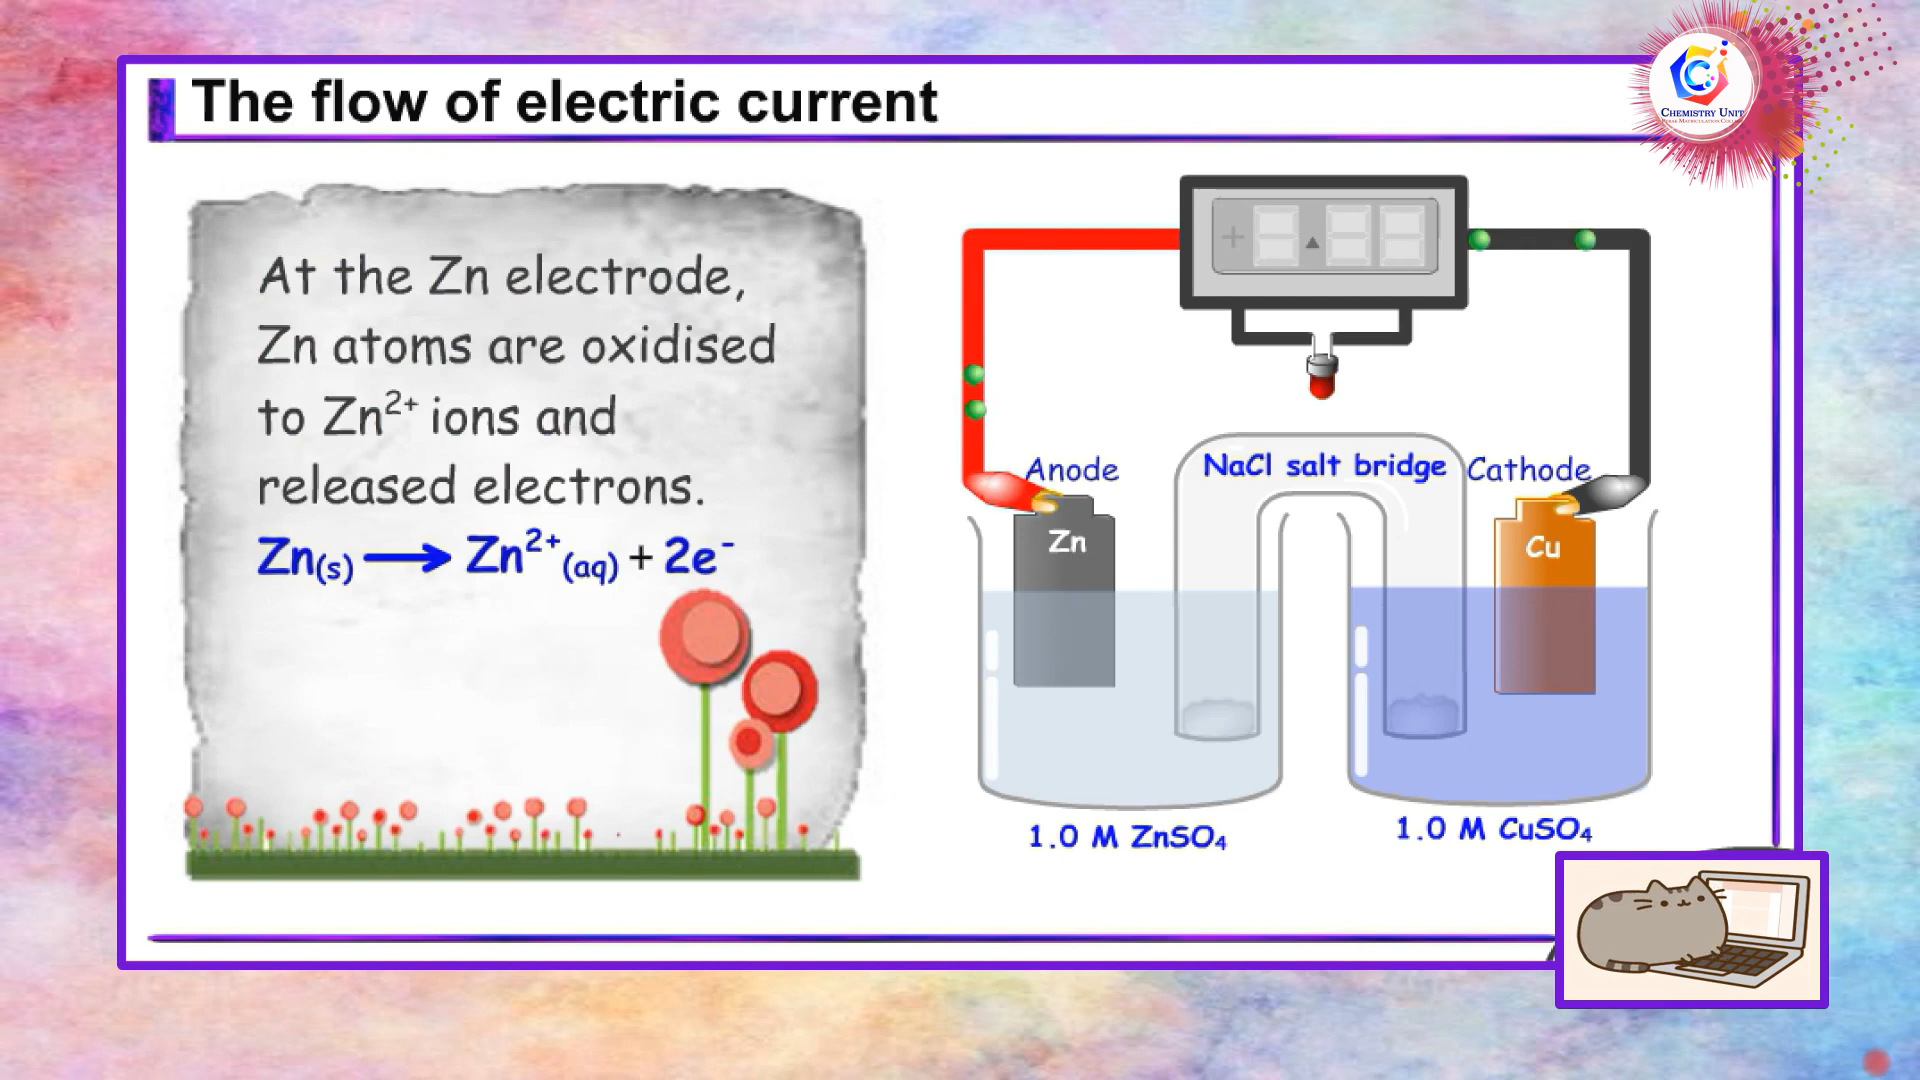 The flow of electric current
CHEMISTRY UNIT
At the Zn electrode,
Zn atoms are oxidised
to Zn²⁺ ions and
released electrons.
Zn(s) ⟶ Zn²⁺(aq) + 2e⁻
+
Anode
NaCl salt bridge
Cathode
Zn
Cu
1.0 M ZnSO₄
1.0 M CuSO₄